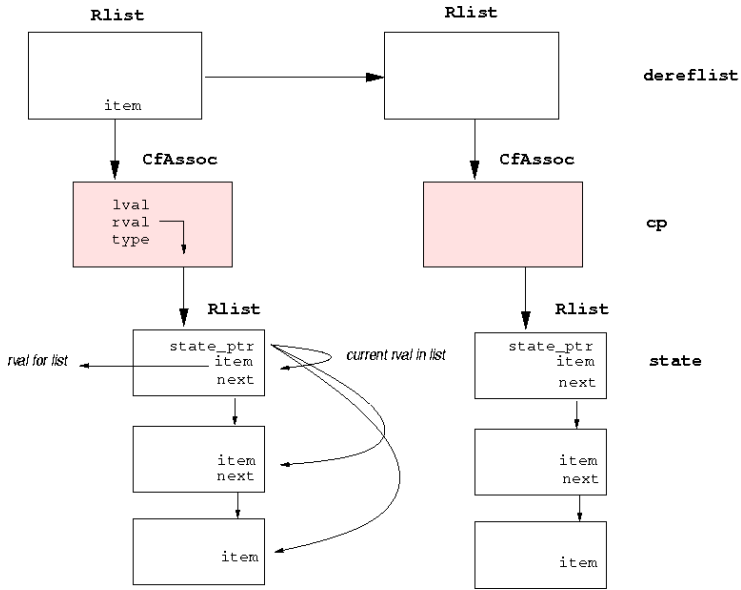 Rlist
Rlist
dereflist
item
CfAssoc
CfAssoc
lval
rval
type
cp
Rlist
Rlist
state_ptr
item
next
rval for list
current rval in list
state_ptr
item
next
state
item
next
item
next
item
item